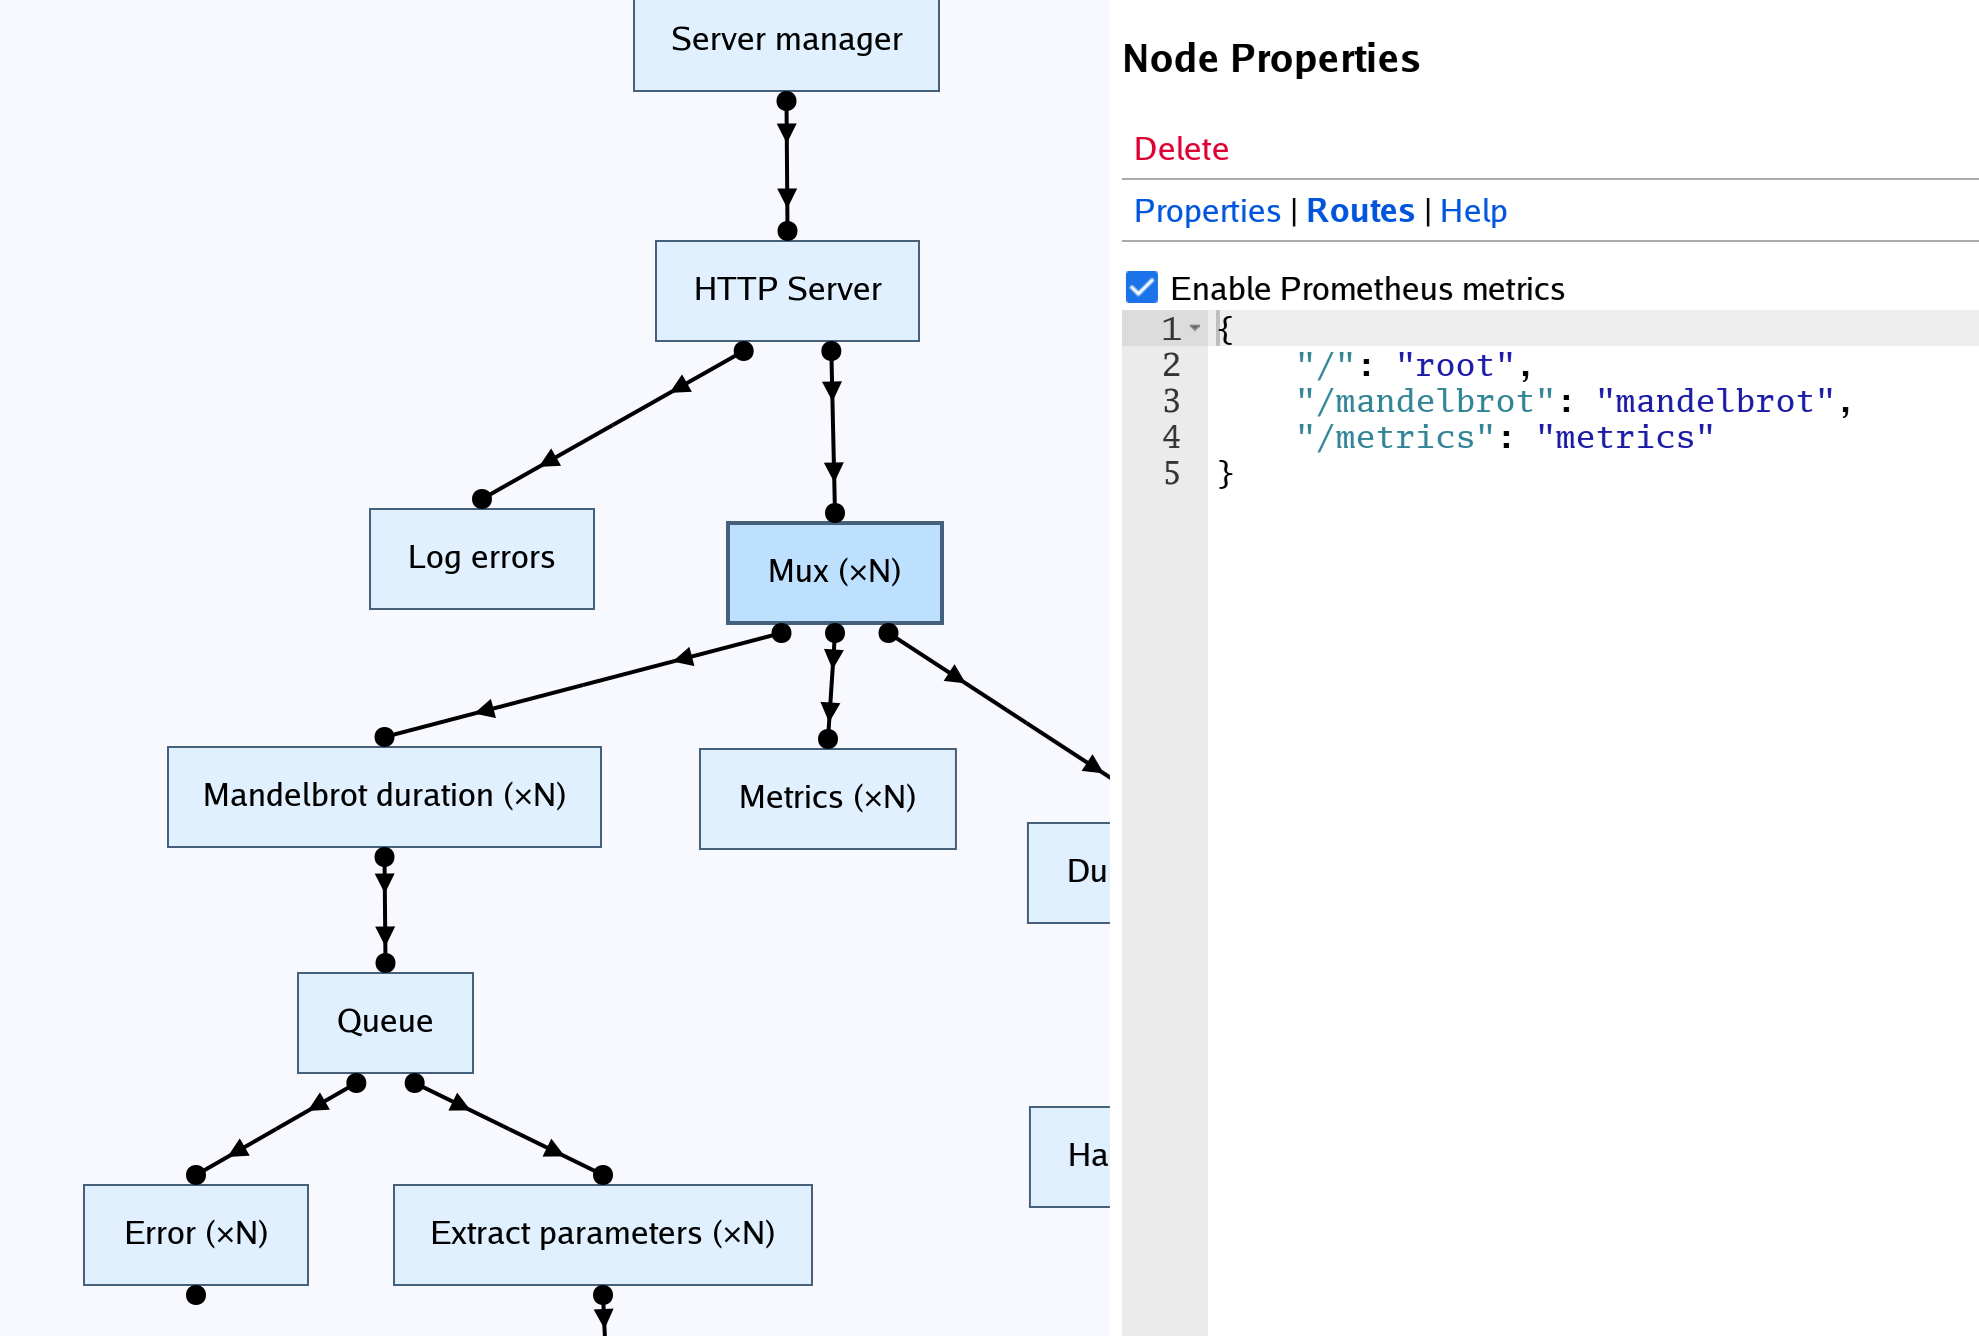 Server manager
HTTP Server
Log errors
Mux (×N)
Mandelbrot duration (×N)
Metrics (×N)
Du
Queue
Ha
Error (×N)
Extract parameters (×N)
Node Properties
Delete
Properties | Routes | Help
Enable Prometheus metrics
1 {
2 "/": "root",
3 "/mandelbrot": "mandelbrot",
4 "/metrics": "metrics"
5 }